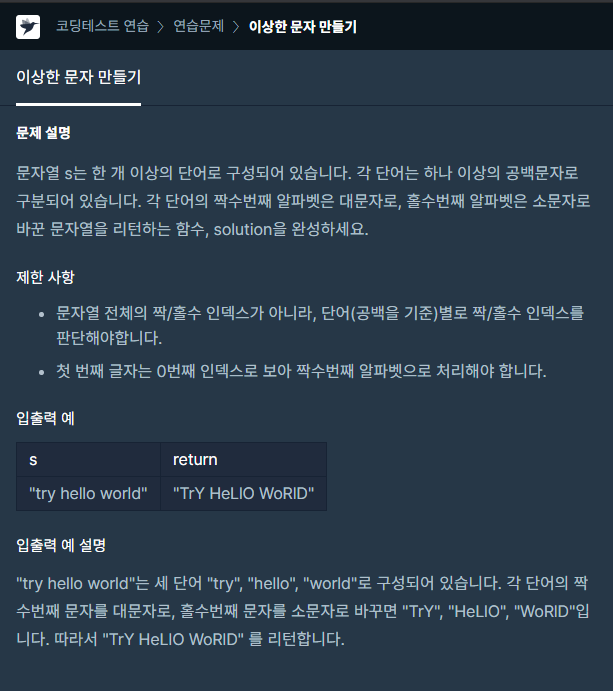 코딩테스트 연습 > 연습문제 > 이상한 문자 만들기
이상한 문자 만들기
문제 설명
문자열 s는 한 개 이상의 단어로 구성되어 있습니다. 각 단어는 하나 이상의 공백문자로
구분되어 있습니다. 각 단어의 짝수번째 알파벳은 대문자로, 홀수번째 알파벳은 소문자로
바꾼 문자열을 리턴하는 함수, solution을 완성하세요.
제한 사항
• 문자열 전체의 짝/홀수 인덱스가 아니라, 단어(공백을 기준)별로 짝/홀수 인덱스를
판단해야합니다.
• 첫 번째 글자는 0번째 인덱스로 보아 짝수번째 알파벳으로 처리해야 합니다.
입출력 예
s return
"try hello world" "TrY HeLlO WoRlD"
입출력 예 설명
"try hello world"는 세 단어 "try", "hello", "world"로 구성되어 있습니다. 각 단어의 짝
수번째 문자를 대문자로, 홀수번째 문자를 소문자로 바꾸면 "TrY", "HeLlO", "WoRlD"입
니다. 따라서 "TrY HeLlO WoRlD" 를 리턴합니다.